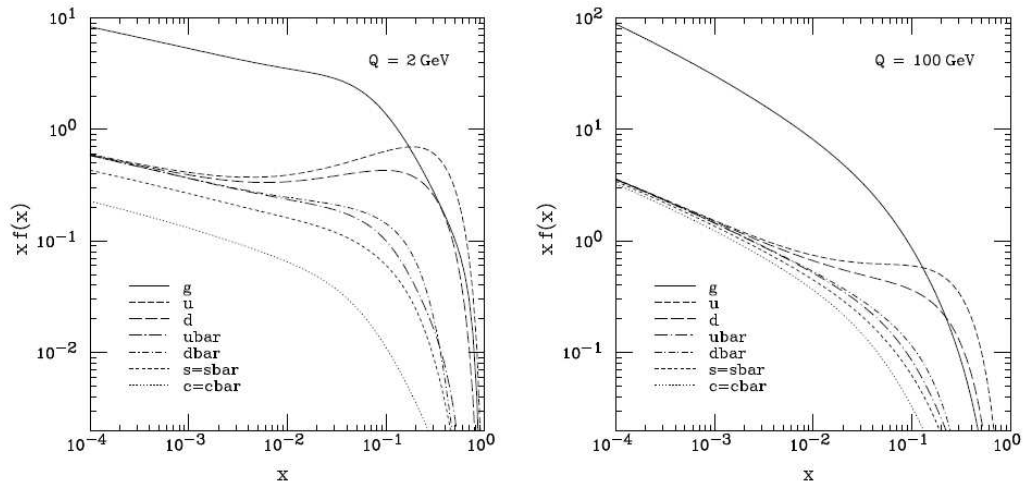 10^1
10^0
10^-1
10^-2
x f(x)
Q = 2 GeV
g
u
d
ubar
dbar
s=sbar
c=cbar
10^-4 10^-3 10^-2 10^-1 10^0
x
10^2
10^1
10^0
10^-1
x f(x)
Q = 100 GeV
g
u
d
ubar
dbar
s=sbar
c=cbar
10^-4 10^-3 10^-2 10^-1 10^0
x